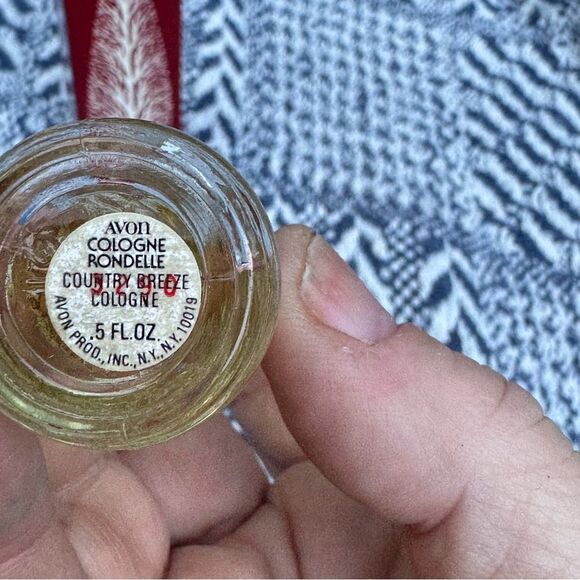 AVON
COLOGNE
RONDELLE
COUNTRY BREEZE
COLOGNE
.5 FL.OZ.
AVON PROD., INC., N.Y., N.Y. 10019